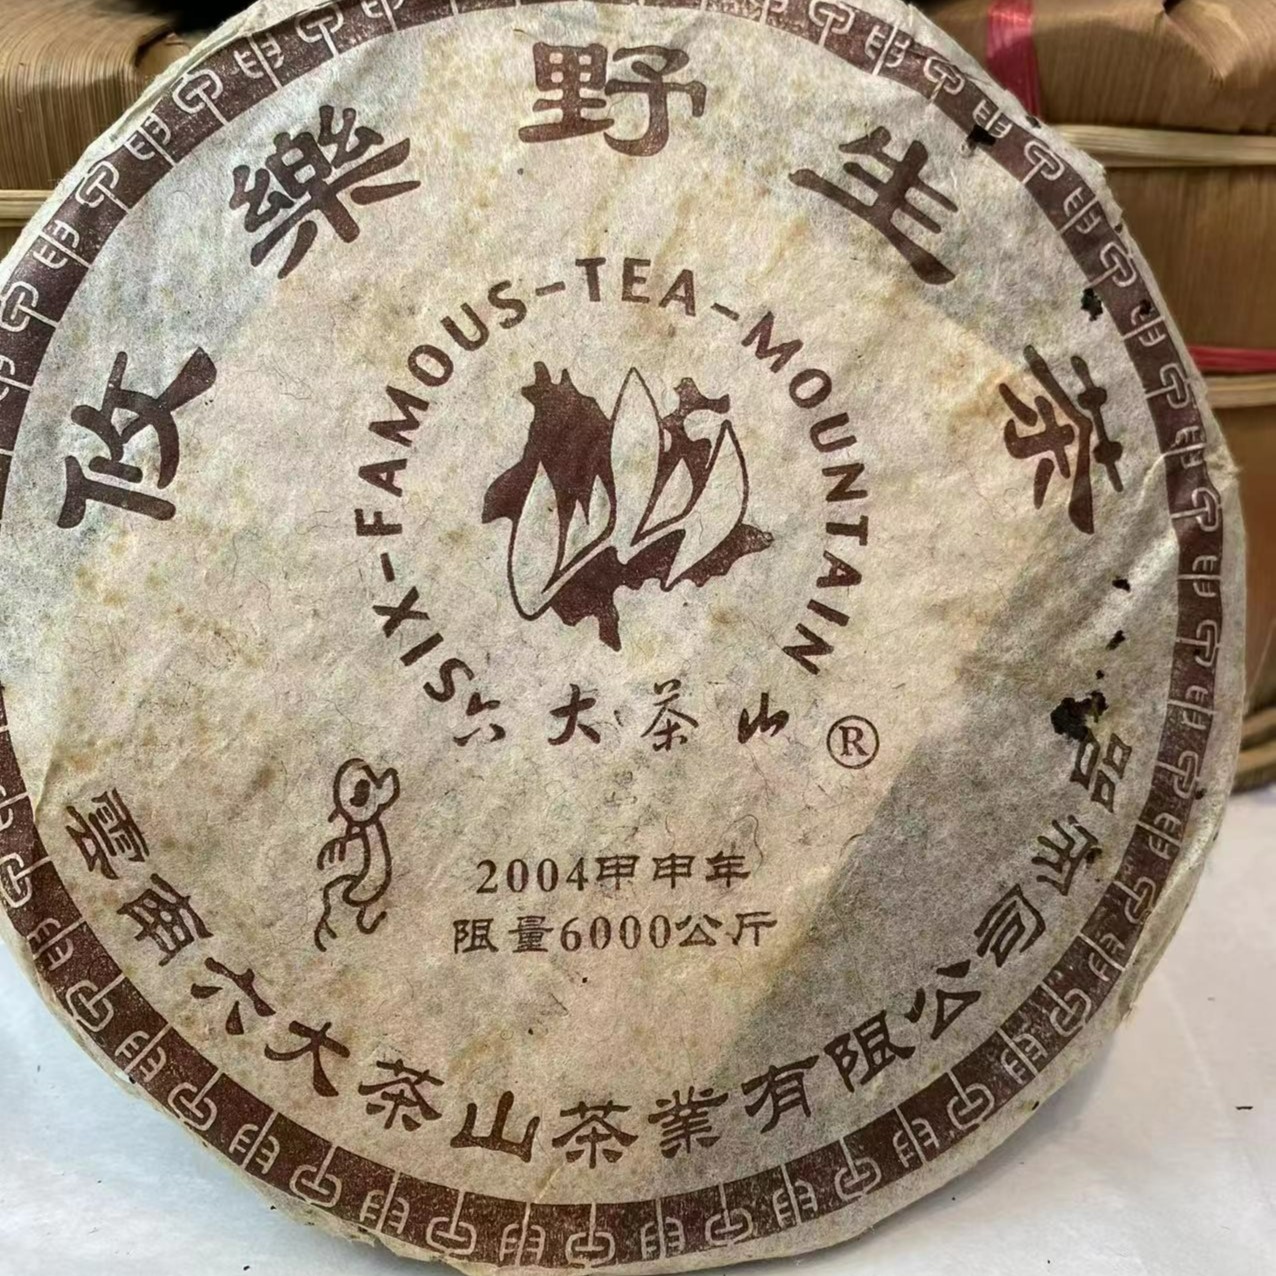 攸樂野生茶
SIX-FAMOUS-TEA-MOUNTAIN
六大茶山®
2004甲申年
限量6000公斤
雲南六大茶山茶業有限公司出品